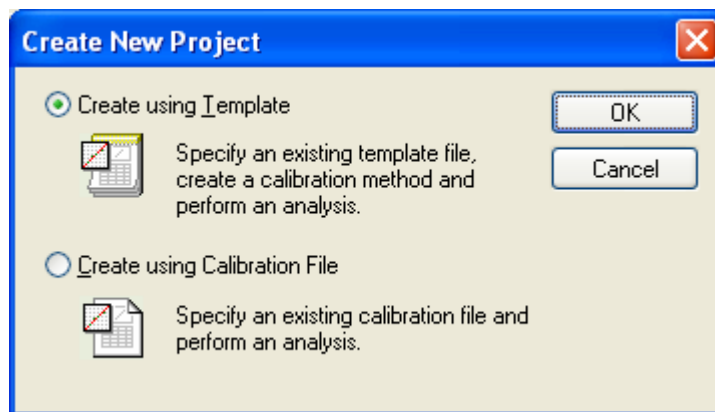 Create New Project
Create using Template
OK
Specify an existing template file,
create a calibration method and
perform an analysis.
Cancel
Create using Calibration File
Specify an existing calibration file and
perform an analysis.